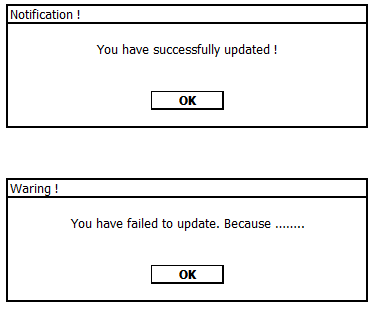 Notification !
You have successfully updated !
OK
Waring !
You have failed to update. Because ........
OK